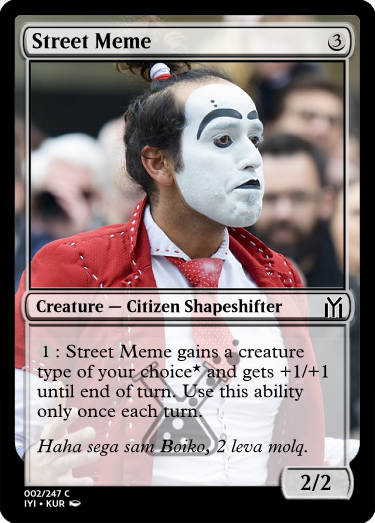 Street Meme 3
Creature — Citizen Shapeshifter
1 : Street Meme gains a creature
type of your choice* and gets +1/+1
until end of turn. Use this ability
only once each turn.
Haha sega sam Boiko, 2 leva molq.
2/2
002/247 C
IYI • KUR